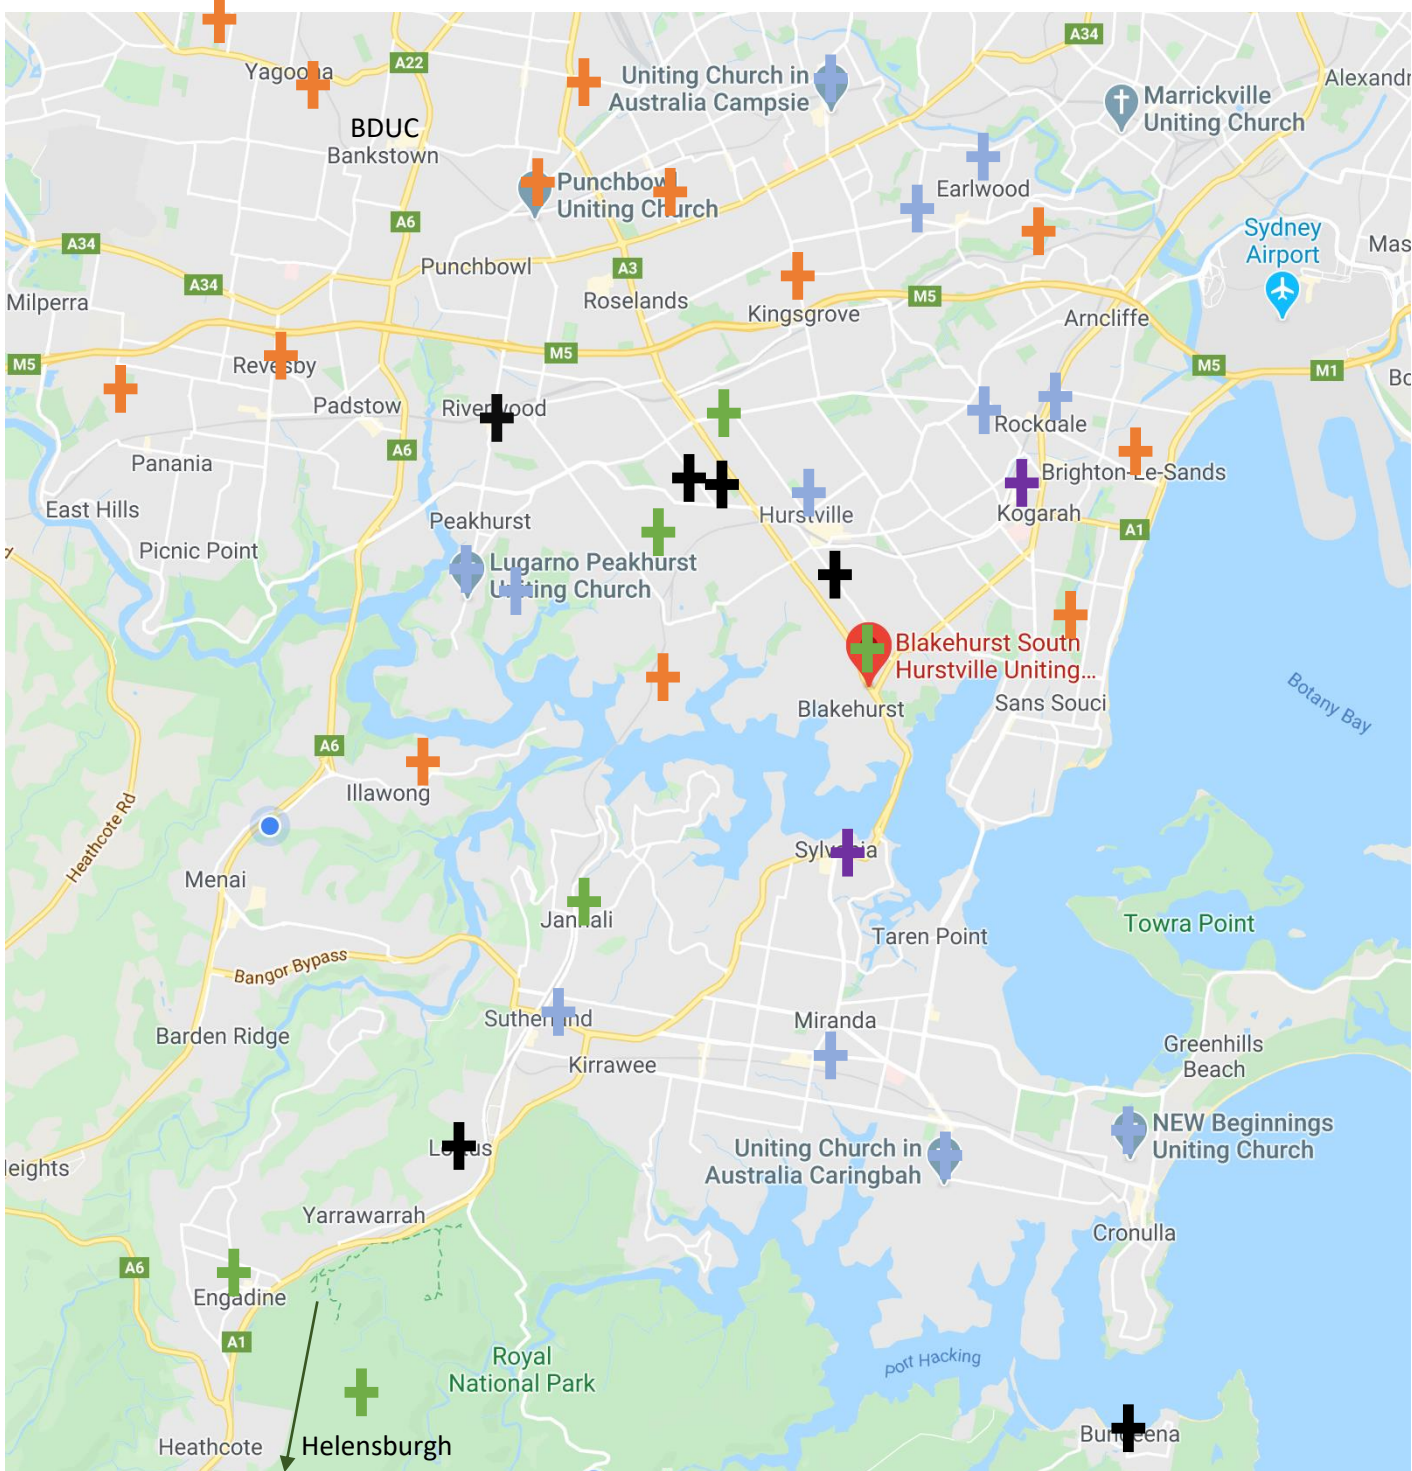 A34
Yagoona
A22
Uniting Church in
Australia Campsie
Marrickville
Uniting Church
BDUC
Bankstown
Punchbowl
Uniting Church
Earlwood
A6
A34
Sydney
Airport
Punchbowl
A3
A34
Milperra
Roselands
Kingsgrove
M5
Arncliffe
M5
Revesby
M5
M5
M1
Padstow
Riverwood
Rockdale
A6
Panania
Brighton-Le-Sands
East Hills
Peakhurst
Hurstville
Kogarah
A1
Picnic Point
Lugarno Peakhurst
Uniting Church
Blakehurst South
Hurstville Uniting...
Blakehurst
Sans Souci
Botany Bay
A6
Illawong
Heathcote Rd
Menai
Sylvania
Jannali
Taren Point
Towra Point
Bangor Bypass
Sutherland
Miranda
Barden Ridge
Kirrawee
Greenhills
Beach
NEW Beginnings
Uniting Church
Loftus
Uniting Church in
Australia Caringbah
Yarrawarrah
Cronulla
A6
Engadine
A1
Royal
National Park
Port Hacking
Heathcote
Helensburgh
Bundeena